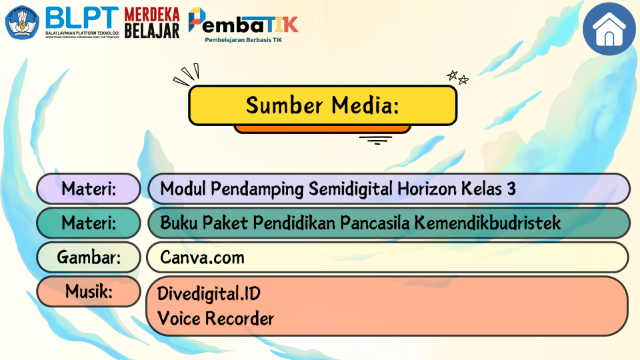 BLPT
BALAI LAYANAN PLATFORM TEKNOLOGI
MERDEKA
BELAJAR
PembaTIK
Pembelajaran Berbasis TIK
Sumber Media:
Materi: Modul Pendamping Semidigital Horizon Kelas 3
Materi: Buku Paket Pendidikan Pancasila Kemendikbudristek
Gambar: Canva.com
Musik: Divedigital.ID
Voice Recorder